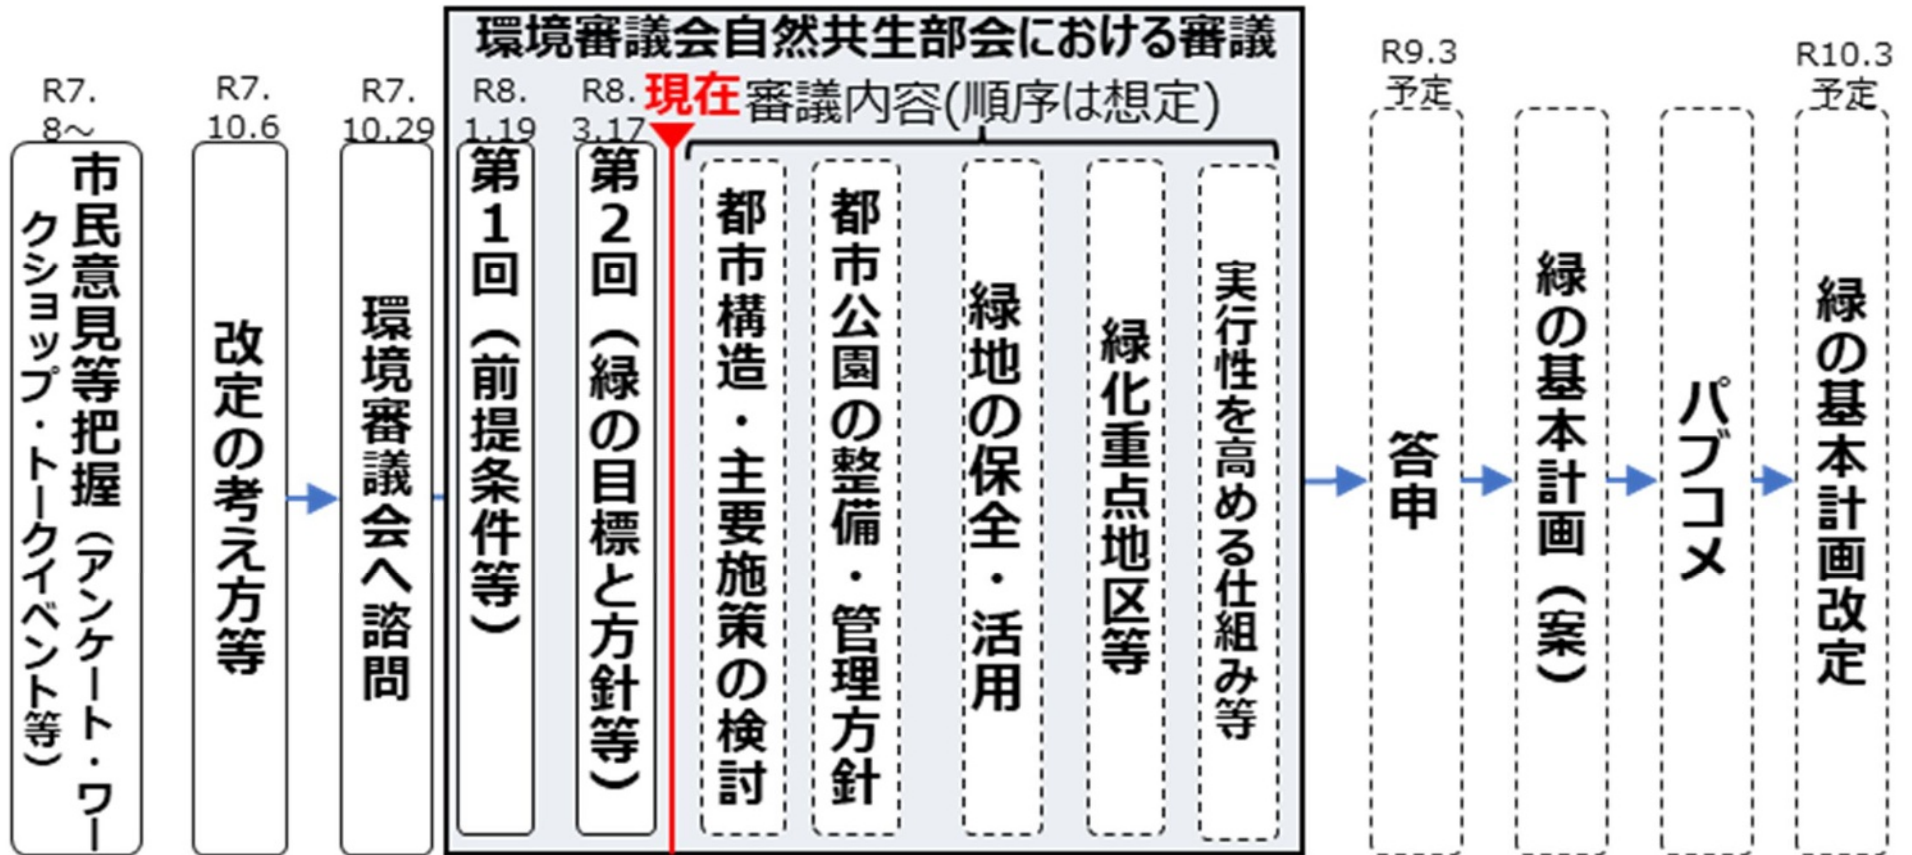 環境審議会自然共生部会における審議
現在
審議内容(順序は想定)
R7.
8～
市民意見等把握（アンケート・ワー
クショップ・トークイベント等）
R7.
10.6
改定の考え方等
R7.
10.29
環境審議会へ諮問
R8.
1.19
第1回（前提条件等）
R8.
3.17
第2回（緑の目標と方針等）
都市構造・主要施策の検討
都市公園の整備・管理方針
緑地の保全・活用
緑化重点地区等
実行性を高める仕組み等
R9.3
予定
答申
緑の基本計画（案）
パブコメ
R10.3
予定
緑の基本計画改定